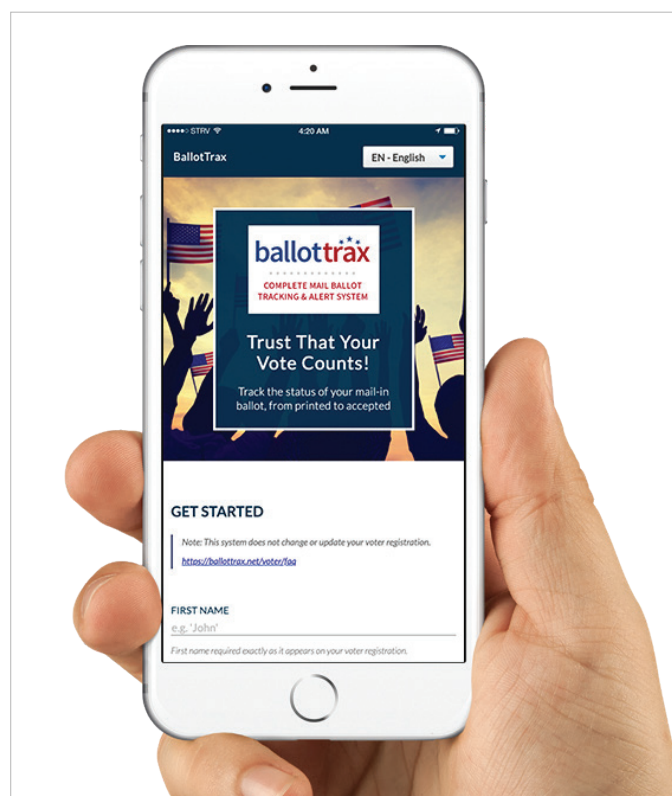 STRV
4:20 AM
BallotTrax
EN - English
ballottrax
COMPLETE MAIL BALLOT
TRACKING & ALERT SYSTEM
Trust That Your
Vote Counts!
Track the status of your mail-in
ballot, from printed to accepted
GET STARTED
Note: This system does not change or update your voter registration.
https://ballottrax.net/voter/faq
FIRST NAME
e.g. 'John'
First name required exactly as it appears on your voter registration.